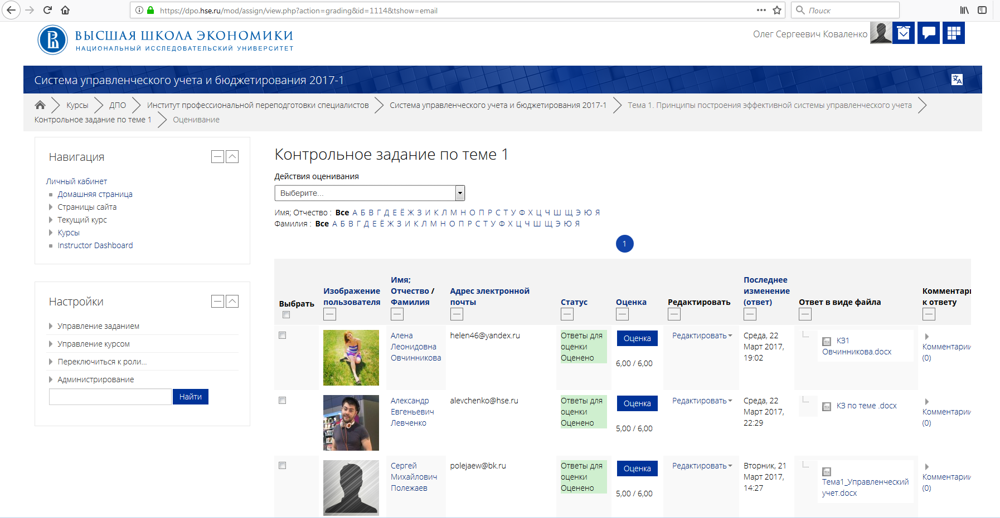 https://dpo.hse.ru/mod/assign/view.php?action=grading&id=1114&tshow=email
Поиск
ВЫСШАЯ ШКОЛА ЭКОНОМИКИ
НАЦИОНАЛЬНЫЙ ИССЛЕДОВАТЕЛЬСКИЙ УНИВЕРСИТЕТ
Олег Сергеевич Коваленко
Система управленческого учета и бюджетирования 2017-1
Курсы
ДПО
Институт профессиональной переподготовки специалистов
Система управленческого учета и бюджетирования 2017-1
Тема 1. Принципы построения эффективной системы управленческого учета
Контрольное задание по теме 1
Оценивание
Навигация
Личный кабинет
Домашняя страница
Страницы сайта
Текущий курс
Курсы
Instructor Dashboard
Настройки
Управление заданием
Управление курсом
Переключиться к роли...
Администрирование
Найти
Контрольное задание по теме 1
Действия оценивания
Выберите...
Имя; Отчество : Все А Б В Г Д Е Ё Ж З И К Л М Н О П Р С Т У Ф Х Ц Ч Ш Щ Э Ю Я
Фамилия : Все А Б В Г Д Е Ё Ж З И К Л М Н О П Р С Т У Ф Х Ц Ч Ш Щ Э Ю Я
1
Выбрать
Изображение
пользователя
Имя;
Отчество /
Фамилия
Адрес электронной
почты
Статус
Оценка
Редактировать
Последнее
изменение
(ответ)
Ответ в виде файла
Комментар
к ответу
Алена
Леонидовна
Овчинникова
helen46@yandex.ru
Ответы для
оценки
Оценено
Оценка
6,00 / 6,00
Редактировать
Среда, 22
Март 2017,
19:02
КЗ1
Овчинникова.docx
Комментарии
(0)
Александр
Евгеньевич
Левченко
alevchenko@hse.ru
Ответы для
оценки
Оценено
Оценка
5,00 / 6,00
Редактировать
Среда, 22
Март 2017,
22:29
КЗ по теме .docx
Комментарии
(0)
Сергей
Михайлович
Полежаев
polejaew@bk.ru
Ответы для
оценки
Оценено
Оценка
5,00 / 6,00
Редактировать
Вторник, 21
Март 2017,
14:27
Тема1_Управленческий
учет.docx
Комментарии
(0)